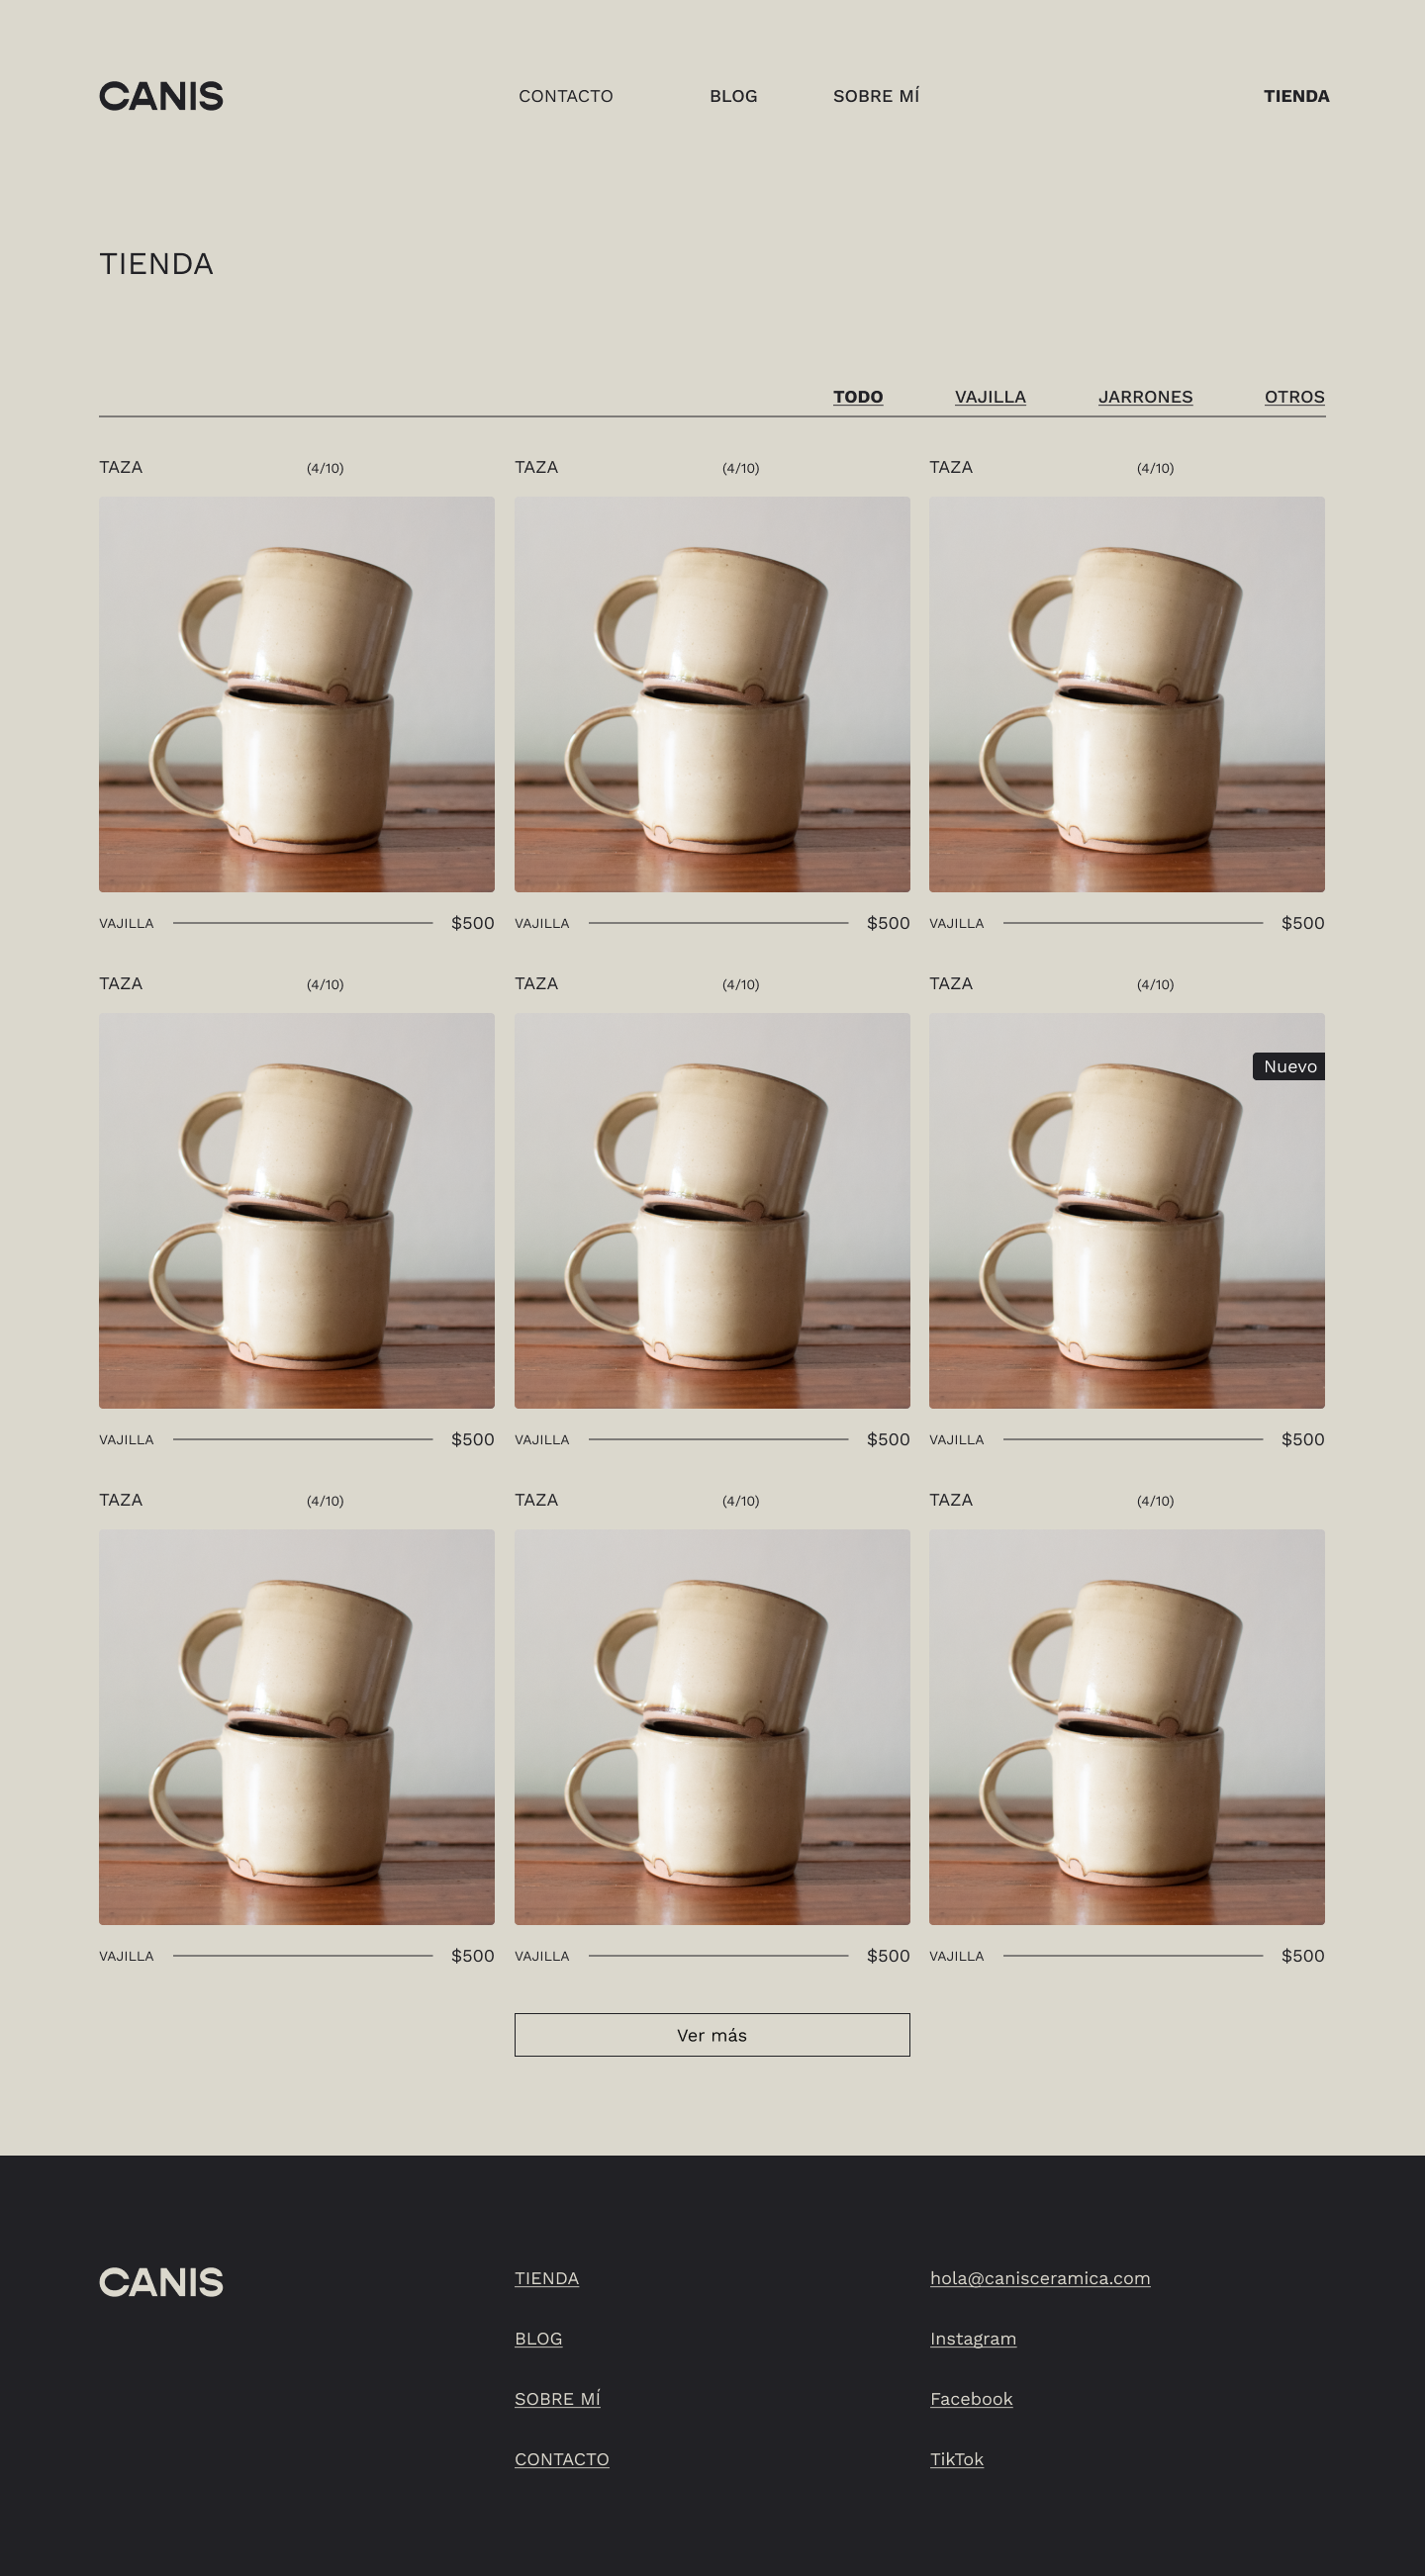 CANIS
CONTACTO
BLOG
SOBRE MÍ
TIENDA
TIENDA
TODO
VAJILLA
JARRONES
OTROS
TAZA (4/10)
TAZA (4/10)
TAZA (4/10)
VAJILLA $500
VAJILLA $500
VAJILLA $500
TAZA (4/10)
TAZA (4/10)
TAZA (4/10)
Nuevo
VAJILLA $500
VAJILLA $500
VAJILLA $500
TAZA (4/10)
TAZA (4/10)
TAZA (4/10)
VAJILLA $500
VAJILLA $500
VAJILLA $500
Ver más
CANIS
TIENDA
BLOG
SOBRE MÍ
CONTACTO
hola@canisceramica.com
Instagram
Facebook
TikTok